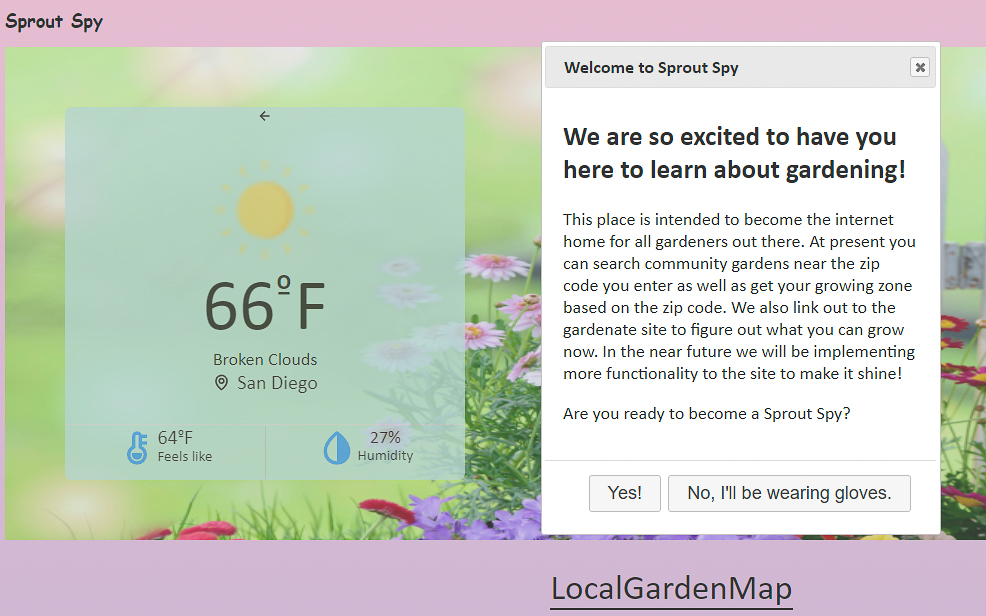 Sprout Spy
66ºF
Broken Clouds
San Diego
64ºF
Feels like
27%
Humidity
Welcome to Sprout Spy
We are so excited to have you
here to learn about gardening!
This place is intended to become the internet
home for all gardeners out there. At present you
can search community gardens near the zip
code you enter as well as get your growing zone
based on the zip code. We also link out to the
gardenate site to figure out what you can grow
now. In the near future we will be implementing
more functionality to the site to make it shine!
Are you ready to become a Sprout Spy?
Yes!
No, I'll be wearing gloves.
LocalGardenMap